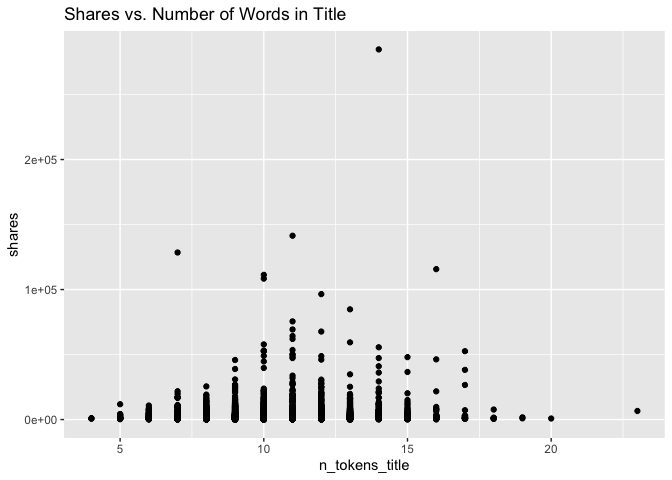 Shares vs. Number of Words in Title
shares
2e+05
1e+05
0e+00
5
10
15
20
n_tokens_title